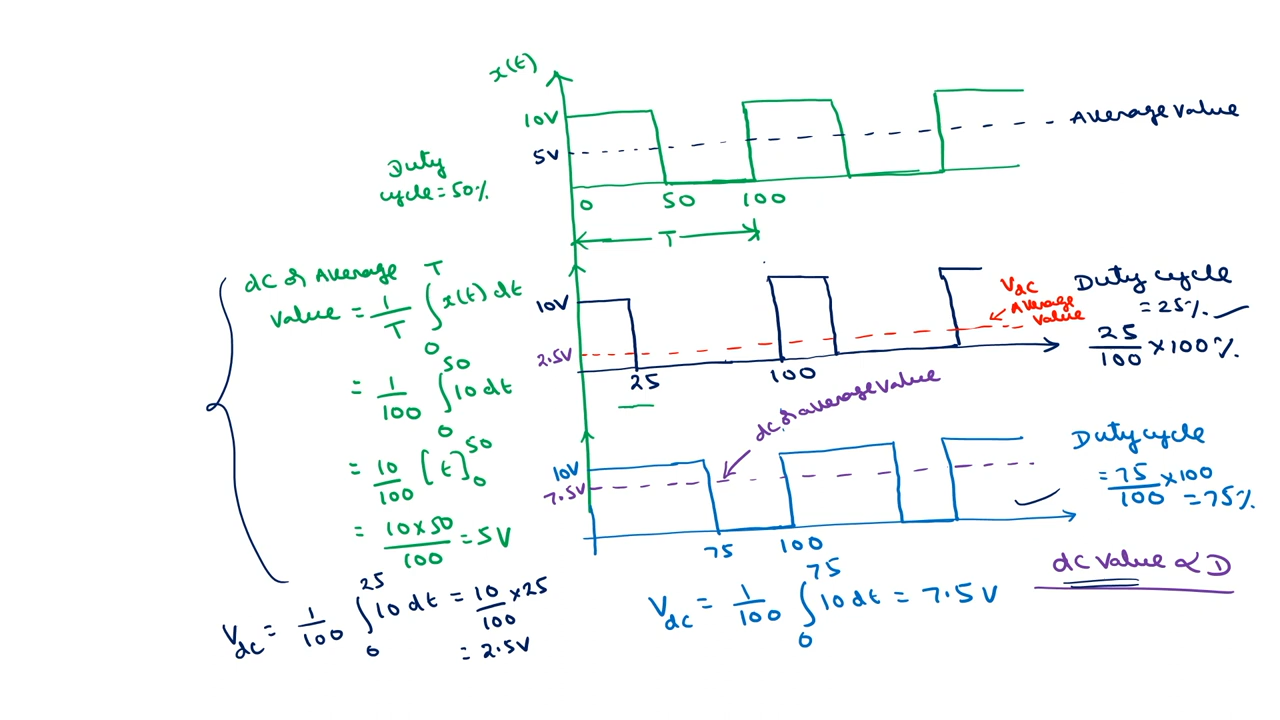 x(t)
10V
5V
Average Value
Duty
cycle = 50%
0 50 100
T
dc or Average
Value = 1/T ∫₀ᵀ x(t) dt
= 1/100 ∫₀⁵⁰ 10 dt
= 10/100 [t]₀⁵⁰
= 10×50/100 = 5V
10V
2.5V
25 100
Vdc
Average
Value
Duty cycle
= 25%.
25/100 × 100%.
dc or average Value
10V
7.5V
75 100
Duty cycle
= 75/100 × 100
= 75%.
dc Value ∝ D
Vdc = 1/100 ∫₀²⁵ 10 dt = 10/100 × 25
= 2.5V
Vdc = 1/100 ∫₀⁷⁵ 10 dt = 7.5V